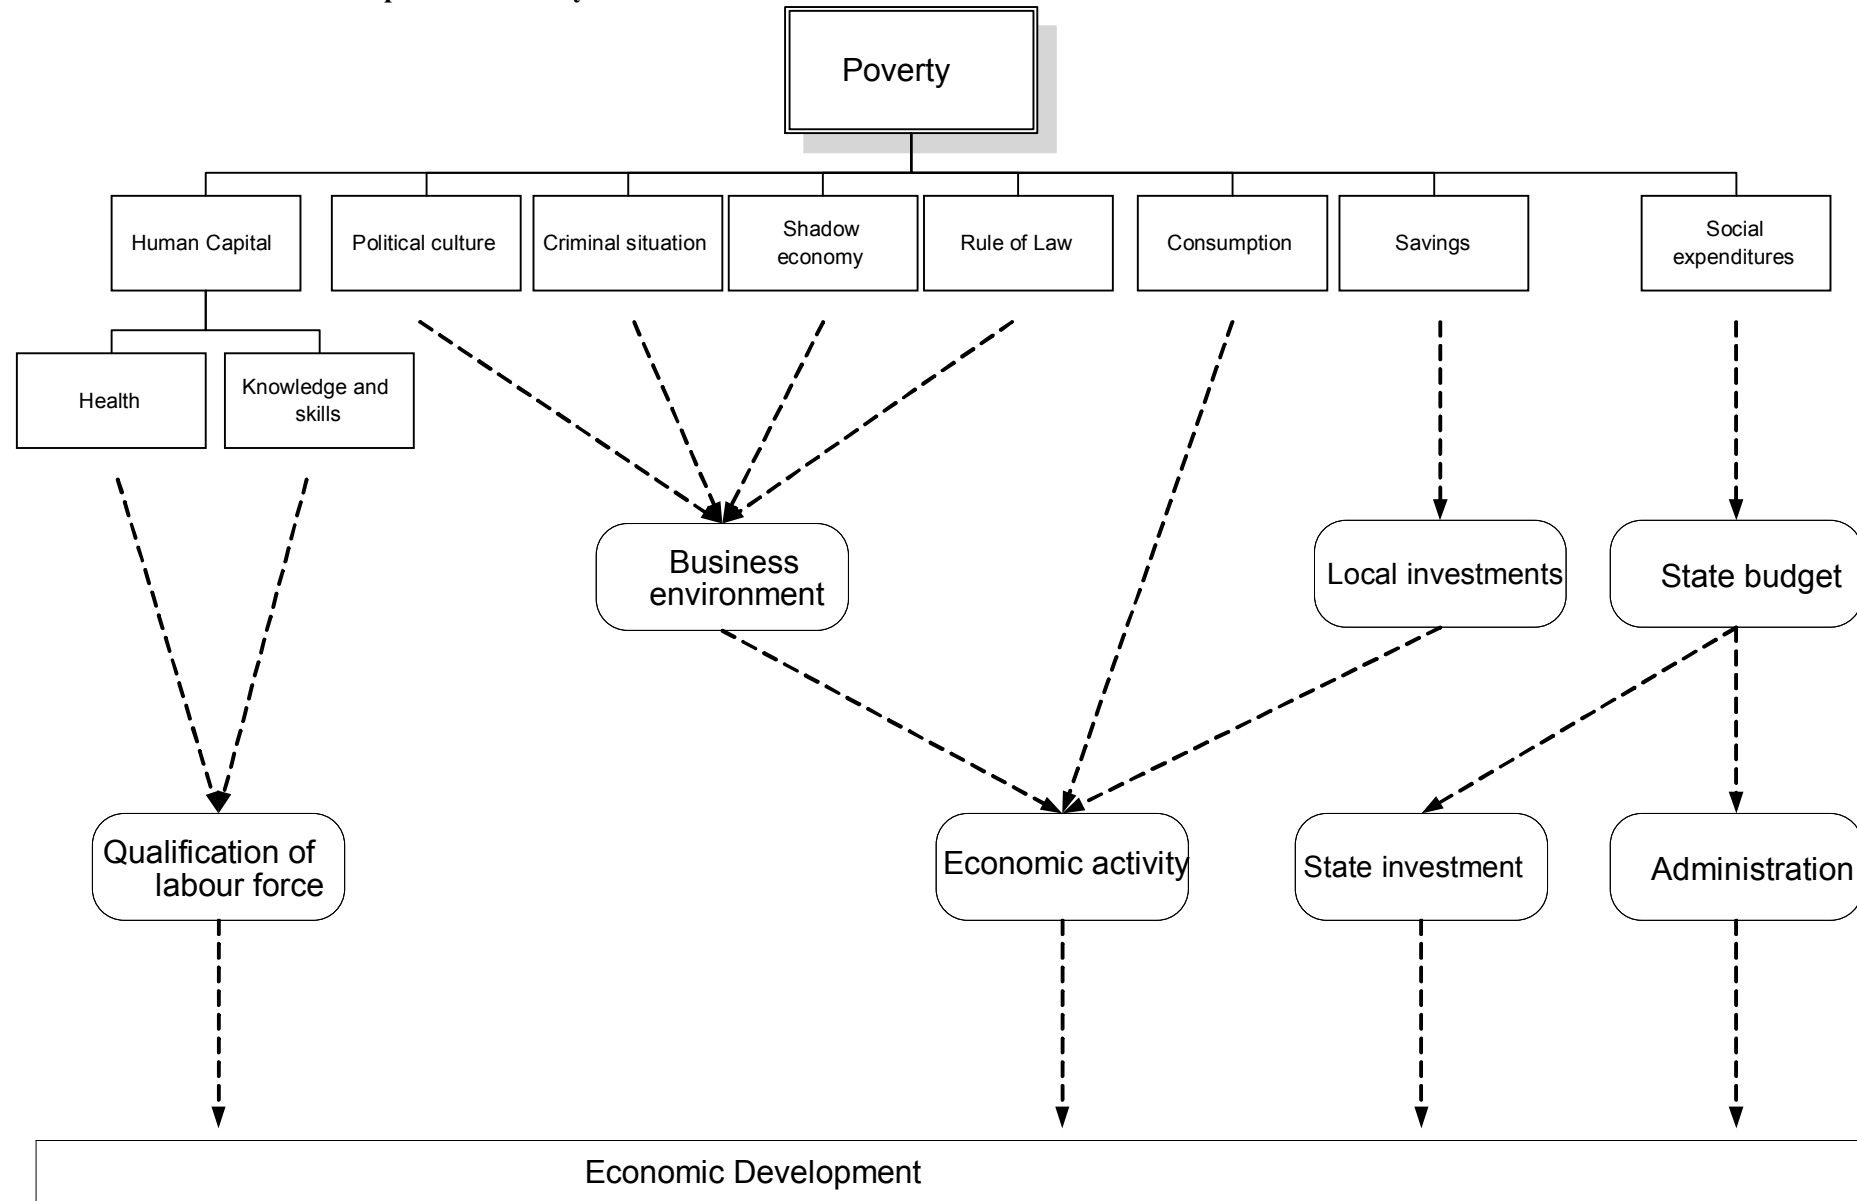 Poverty
Human Capital
Political culture
Criminal situation
Shadow
economy
Rule of Law
Consumption
Savings
Social
expenditures
Health
Knowledge and
skills
Business
environment
Local investments
State budget
Qualification of
labour force
Economic activity
State investment
Administration
Economic Development